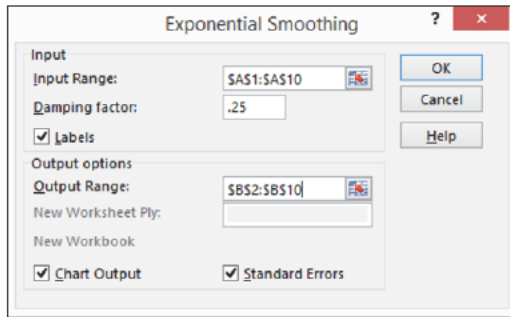 Exponential Smoothing
? ×
Input
Input Range: $A$1:$A$10
Damping factor: .25
Labels
OK
Cancel
Help
Output options
Output Range: $B$2:$B$10
New Worksheet Ply:
New Workbook
Chart Output Standard Errors